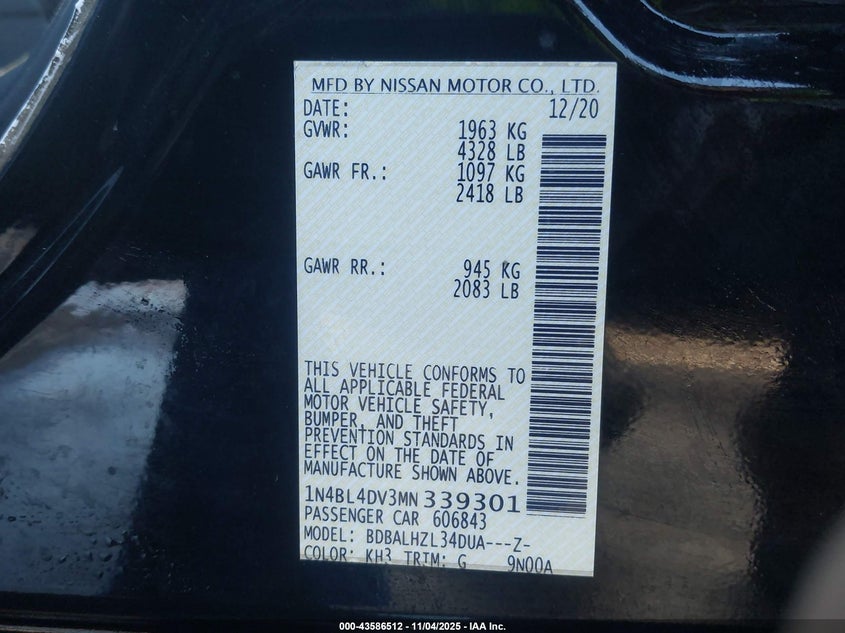 MFD BY NISSAN MOTOR CO., LTD.
DATE: 12/20
GVWR: 1963 KG
4328 LB
GAWR FR.: 1097 KG
2418 LB
GAWR RR.: 945 KG
2083 LB
THIS VEHICLE CONFORMS TO
ALL APPLICABLE FEDERAL
MOTOR VEHICLE SAFETY,
BUMPER, AND THEFT
PREVENTION STANDARDS IN
EFFECT ON THE DATE OF
MANUFACTURE SHOWN ABOVE.
1N4BL4DV3MN 339301
PASSENGER CAR 606843
MODEL: BDBALHZL34DUA---Z-
COLOR: KH3 TRIM: G 9N00A
000-43586512 - 11/04/2025 - IAA Inc.